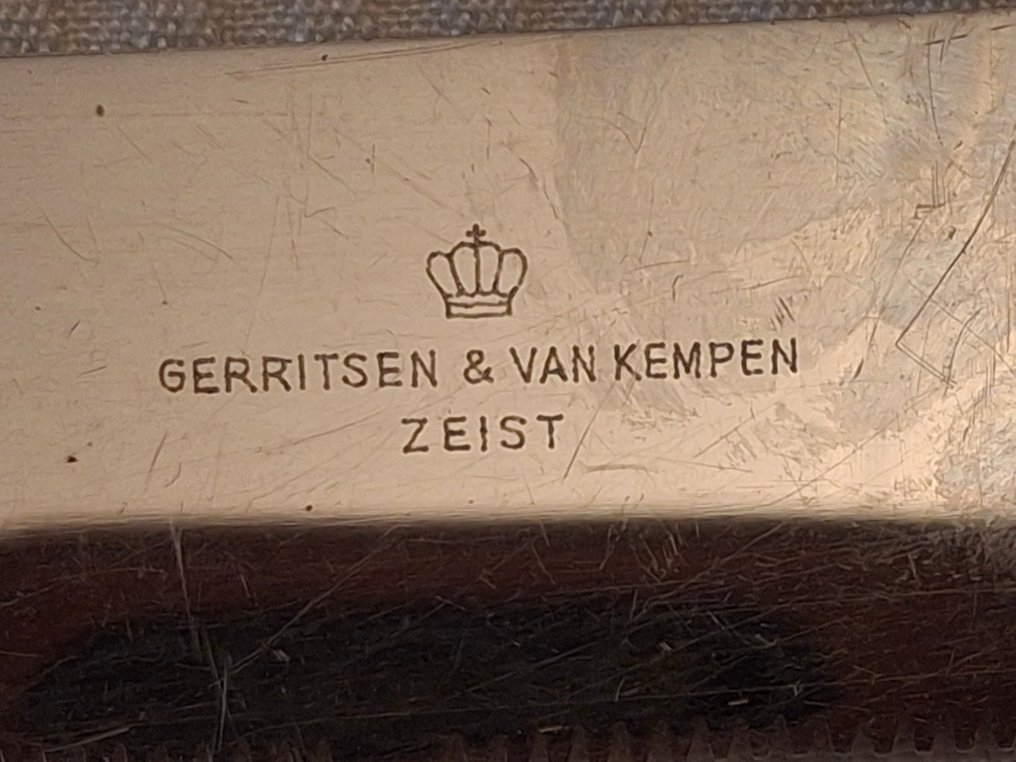 GERRITSEN & VAN KEMPEN
ZEIST